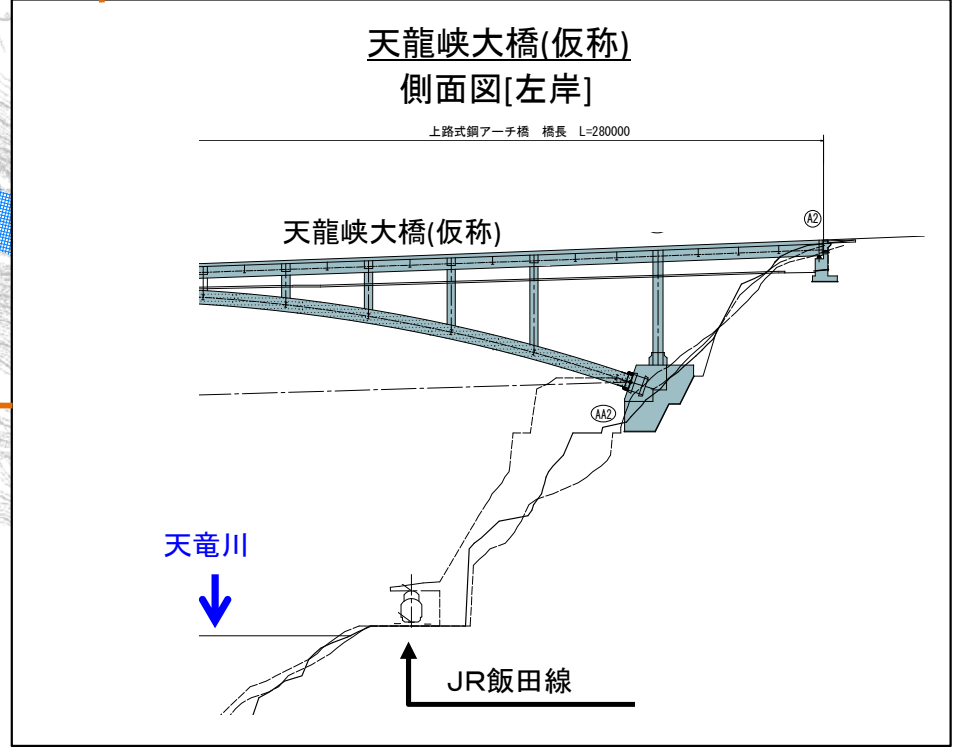 天龍峡大橋(仮称)
側面図[左岸]
上路式鋼アーチ橋 橋長 L=280000
A2
天龍峡大橋(仮称)
AA2
天竜川
JR飯田線